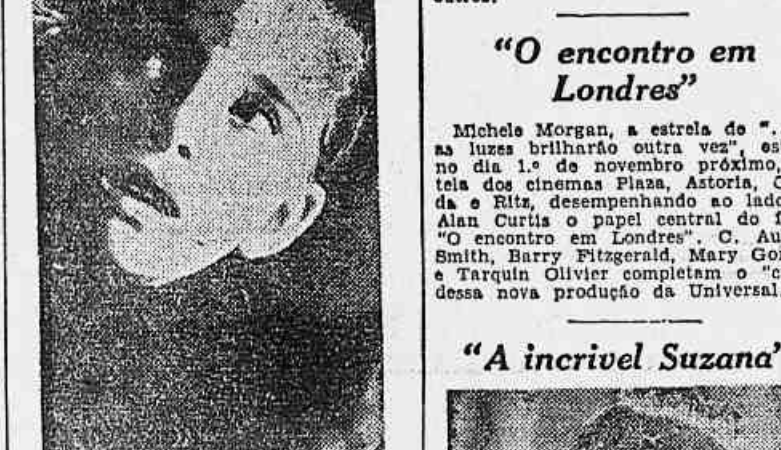 "O encontro em
Londres"
Michele Morgan, a estrela de "
as luzes brilharão outra vez", es
no dia 1.º de novembro próximo,
tela dos cinemas Plaza, Astoria,
da e Ritz, desempenhando ao lado
Alan Curtis o papel central do
"O encontro em Londres". C. Au
Smith, Barry Fitzgerald, Mary Go
e Tarquin Olivier completam o "c
dessa nova produção da Universal
"A incrivel Suzana"